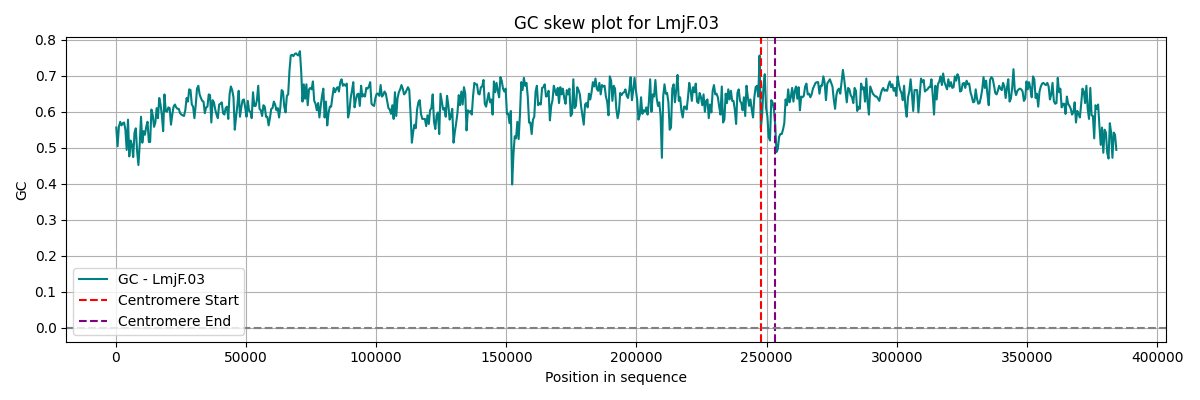 GC skew plot for LmjF.03
0.8
0.7
0.6
0.5
0.4
0.3
0.2
0.1
0.0
GC
GC - LmjF.03
Centromere Start
Centromere End
0 50000 100000 150000 200000 250000 300000 350000 400000
Position in sequence